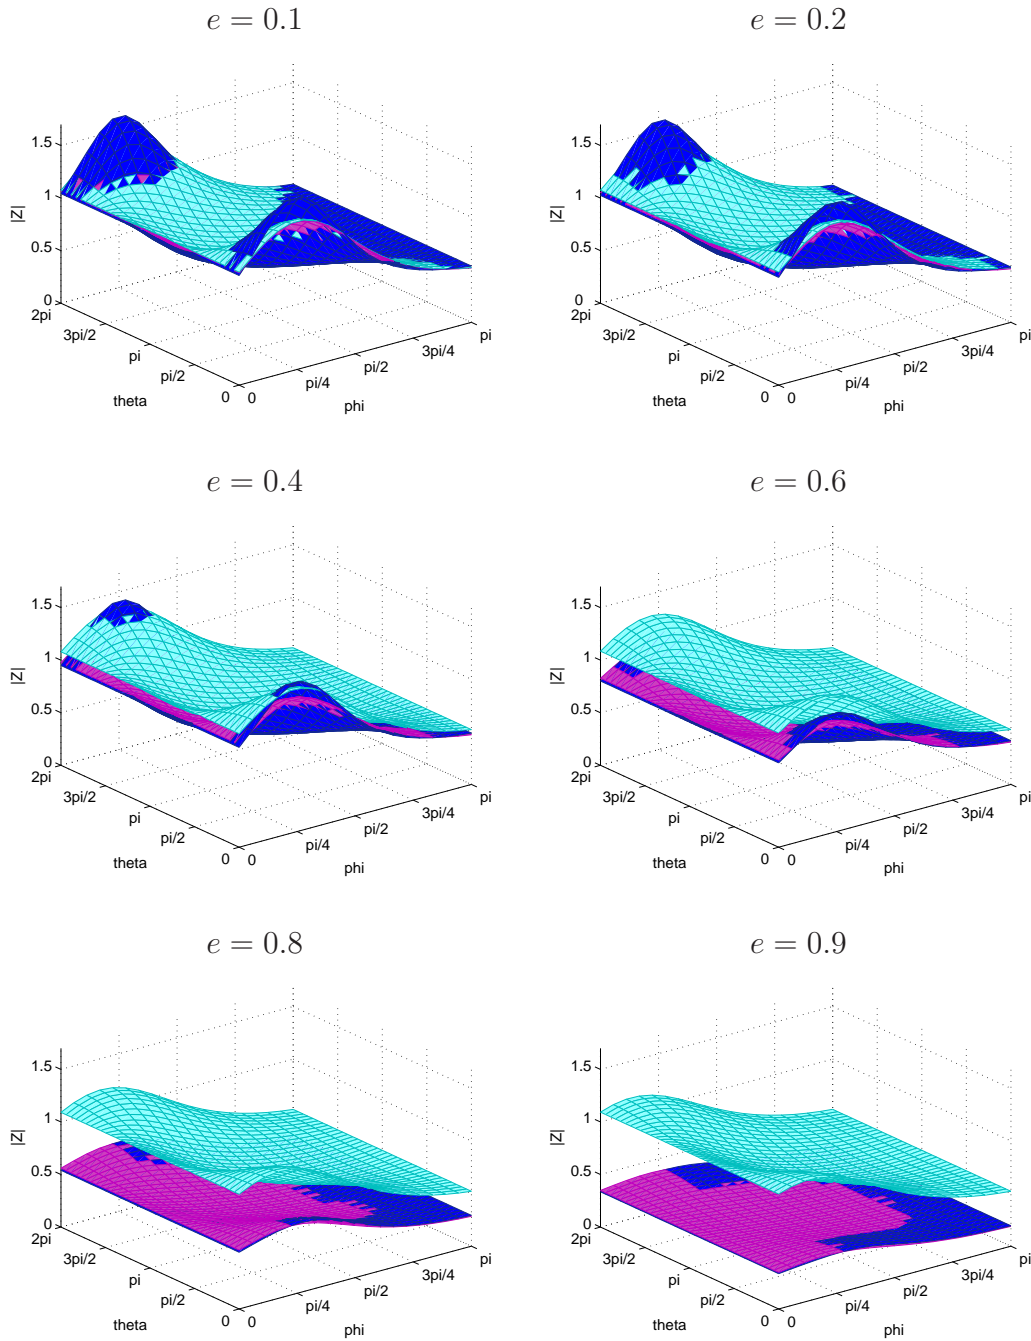 e = 0.1
e = 0.2
1.5
1
0.5
0
|Z|
2pi
3pi/2
pi
pi/2
0
theta
0
pi/4
pi/2
3pi/4
pi
phi
1.5
1
0.5
0
|Z|
2pi
3pi/2
pi
pi/2
0
theta
0
pi/4
pi/2
3pi/4
pi
phi
e = 0.4
e = 0.6
1.5
1
0.5
0
|Z|
2pi
3pi/2
pi
pi/2
0
theta
0
pi/4
pi/2
3pi/4
pi
phi
1.5
1
0.5
0
|Z|
2pi
3pi/2
pi
pi/2
0
theta
0
pi/4
pi/2
3pi/4
pi
phi
e = 0.8
e = 0.9
1.5
1
0.5
0
|Z|
2pi
3pi/2
pi
pi/2
0
theta
0
pi/4
pi/2
3pi/4
pi
phi
1.5
1
0.5
0
|Z|
2pi
3pi/2
pi
pi/2
0
theta
0
pi/4
pi/2
3pi/4
pi
phi